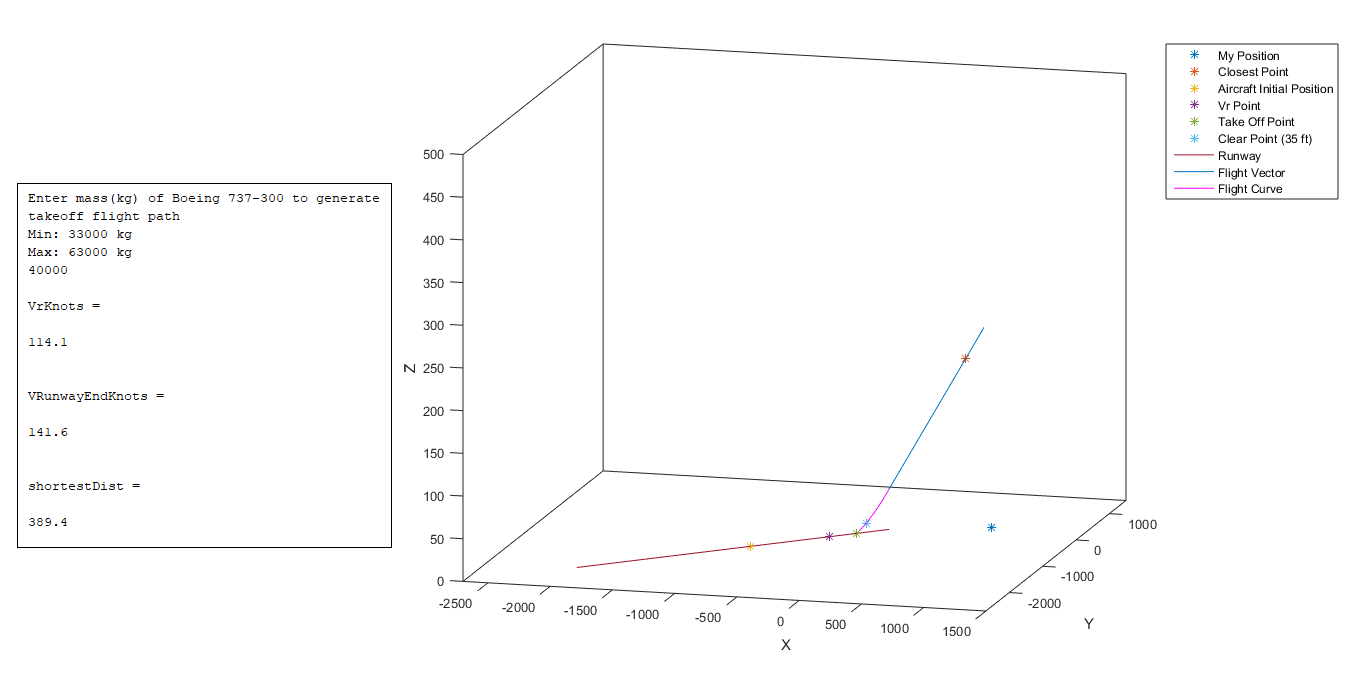 Enter mass(kg) of Boeing 737-300 to generate
takeoff flight path
Min: 33000 kg
Max: 63000 kg
40000
VrKnots =
114.1
VRunwayEndKnots =
141.6
shortestDist =
389.4
500
450
400
350
300
250
200
150
100
50
0
Z
-2500
-2000
-1500
-1000
-500
0
500
1000
1500
X
1000
0
-1000
-2000
Y
My Position
Closest Point
Aircraft Initial Position
Vr Point
Take Off Point
Clear Point (35 ft)
Runway
Flight Vector
Flight Curve